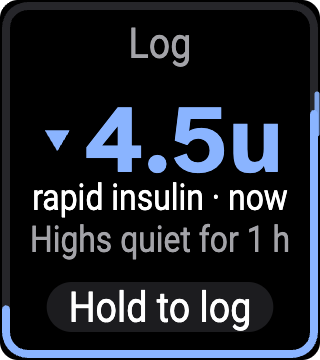 Log
4.5u
rapid insulin · now
Highs quiet for 1 h
Hold to log